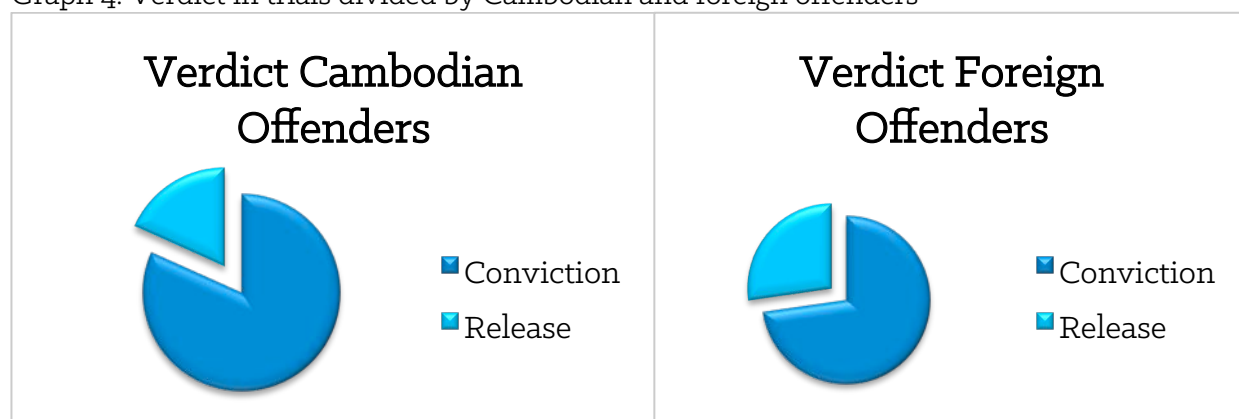 Graph 4: Verdict in trials divided by Cambodian and foreign offenders
Verdict Cambodian
Offenders
Conviction
Release
Verdict Foreign
Offenders
Conviction
Release